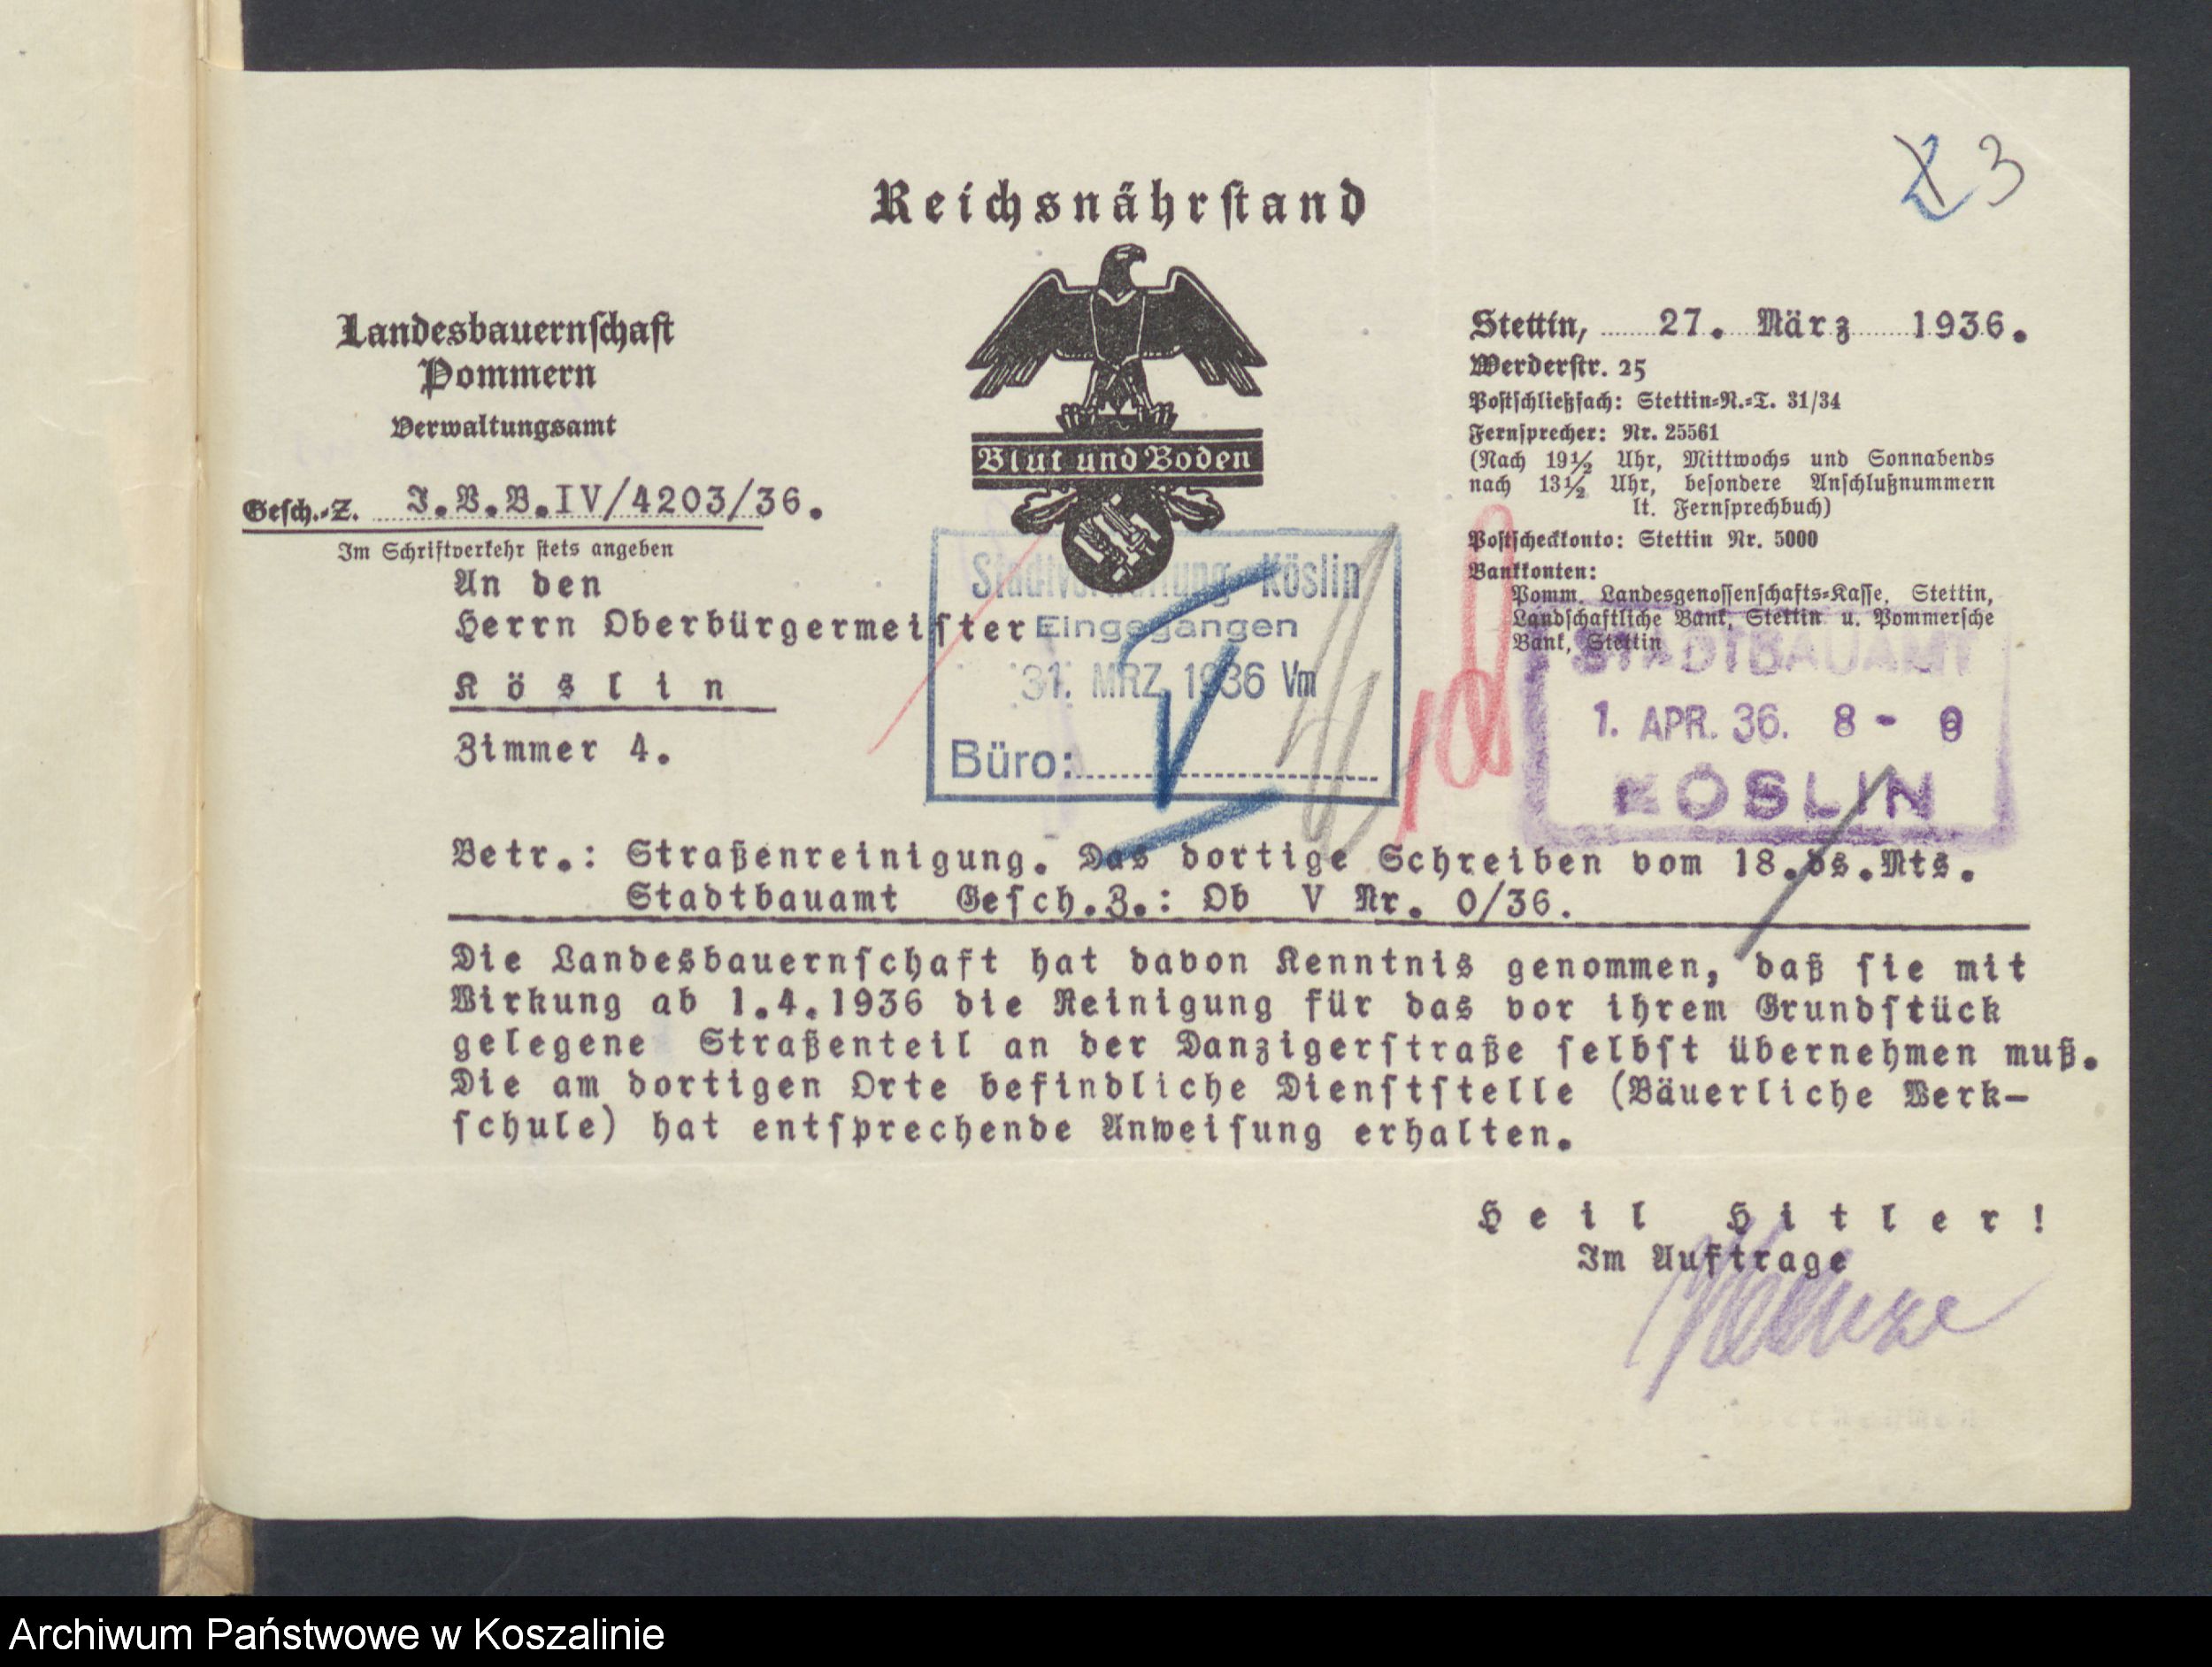 3
Reichsnährstand
Landesbauernschaft
Pommern
Verwaltungsamt
Gesch.-Z. I.V.B.IV/4203/36.
Im Schriftverkehr stets angeben
Blut und Boden
Stettin, 27. März 1936.
Werderstr. 25
Postschließfach: Stettin-N.-T. 31/34
Fernsprecher: Nr. 25561
(Nach 19½ Uhr, Mittwochs und Sonnabends
nach 13½ Uhr, besondere Anschlußnummern
lt. Fernsprechbuch)
Postscheckkonto: Stettin Nr. 5000
Bankkonten:
Pomm. Landesgenossenschafts-Kasse, Stettin,
Landschaftliche Bank, Stettin u. Pommersche
Bank, Stettin
An den
Herrn Oberbürgermeister
Köslin
Zimmer 4.
Stadtverwaltung Köslin
Eingegangen
31. MRZ. 1936 Vm
Büro:
STADTBAUAMT
1. APR. 36. 8 - 9
KÖSLIN
Betr.: Straßenreinigung. Das dortige Schreiben vom 18.ds.Mts.
Stadtbauamt Gesch.Z.: Ob V Nr. 0/36.
Die Landesbauernschaft hat davon Kenntnis genommen, daß sie mit
Wirkung ab 1.4.1936 die Reinigung für das vor ihrem Grundstück
gelegene Straßenteil an der Danzigerstraße selbst übernehmen muß.
Die am dortigen Orte befindliche Dienststelle (Bäuerliche Werk-
schule) hat entsprechende Anweisung erhalten.
Heil Hitler!
Im Auftrage
Archiwum Państwowe w Koszalinie